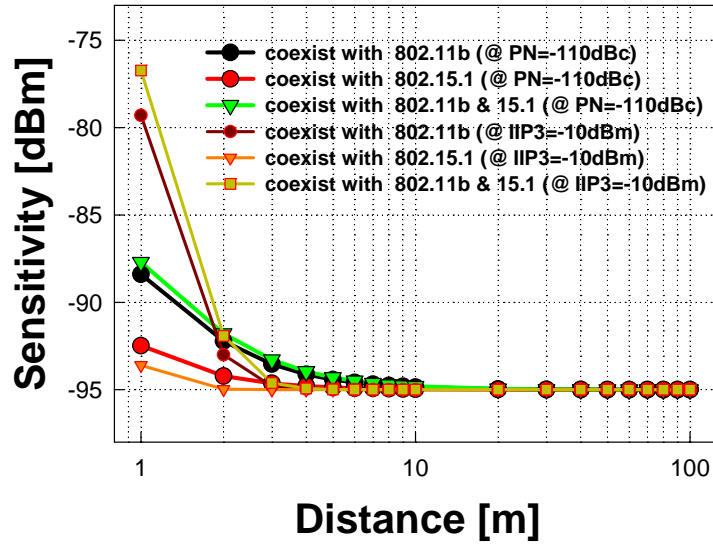 -75
-80
-85
-90
-95
Sensitivity [dBm]
coexist with 802.11b (@ PN=-110dBc)
coexist with 802.15.1 (@ PN=-110dBc)
coexist with 802.11b & 15.1 (@ PN=-110dBc)
coexist with 802.11b (@ IIP3=-10dBm)
coexist with 802.15.1 (@ IIP3=-10dBm)
coexist with 802.11b & 15.1 (@ IIP3=-10dBm)
1 10 100
Distance [m]